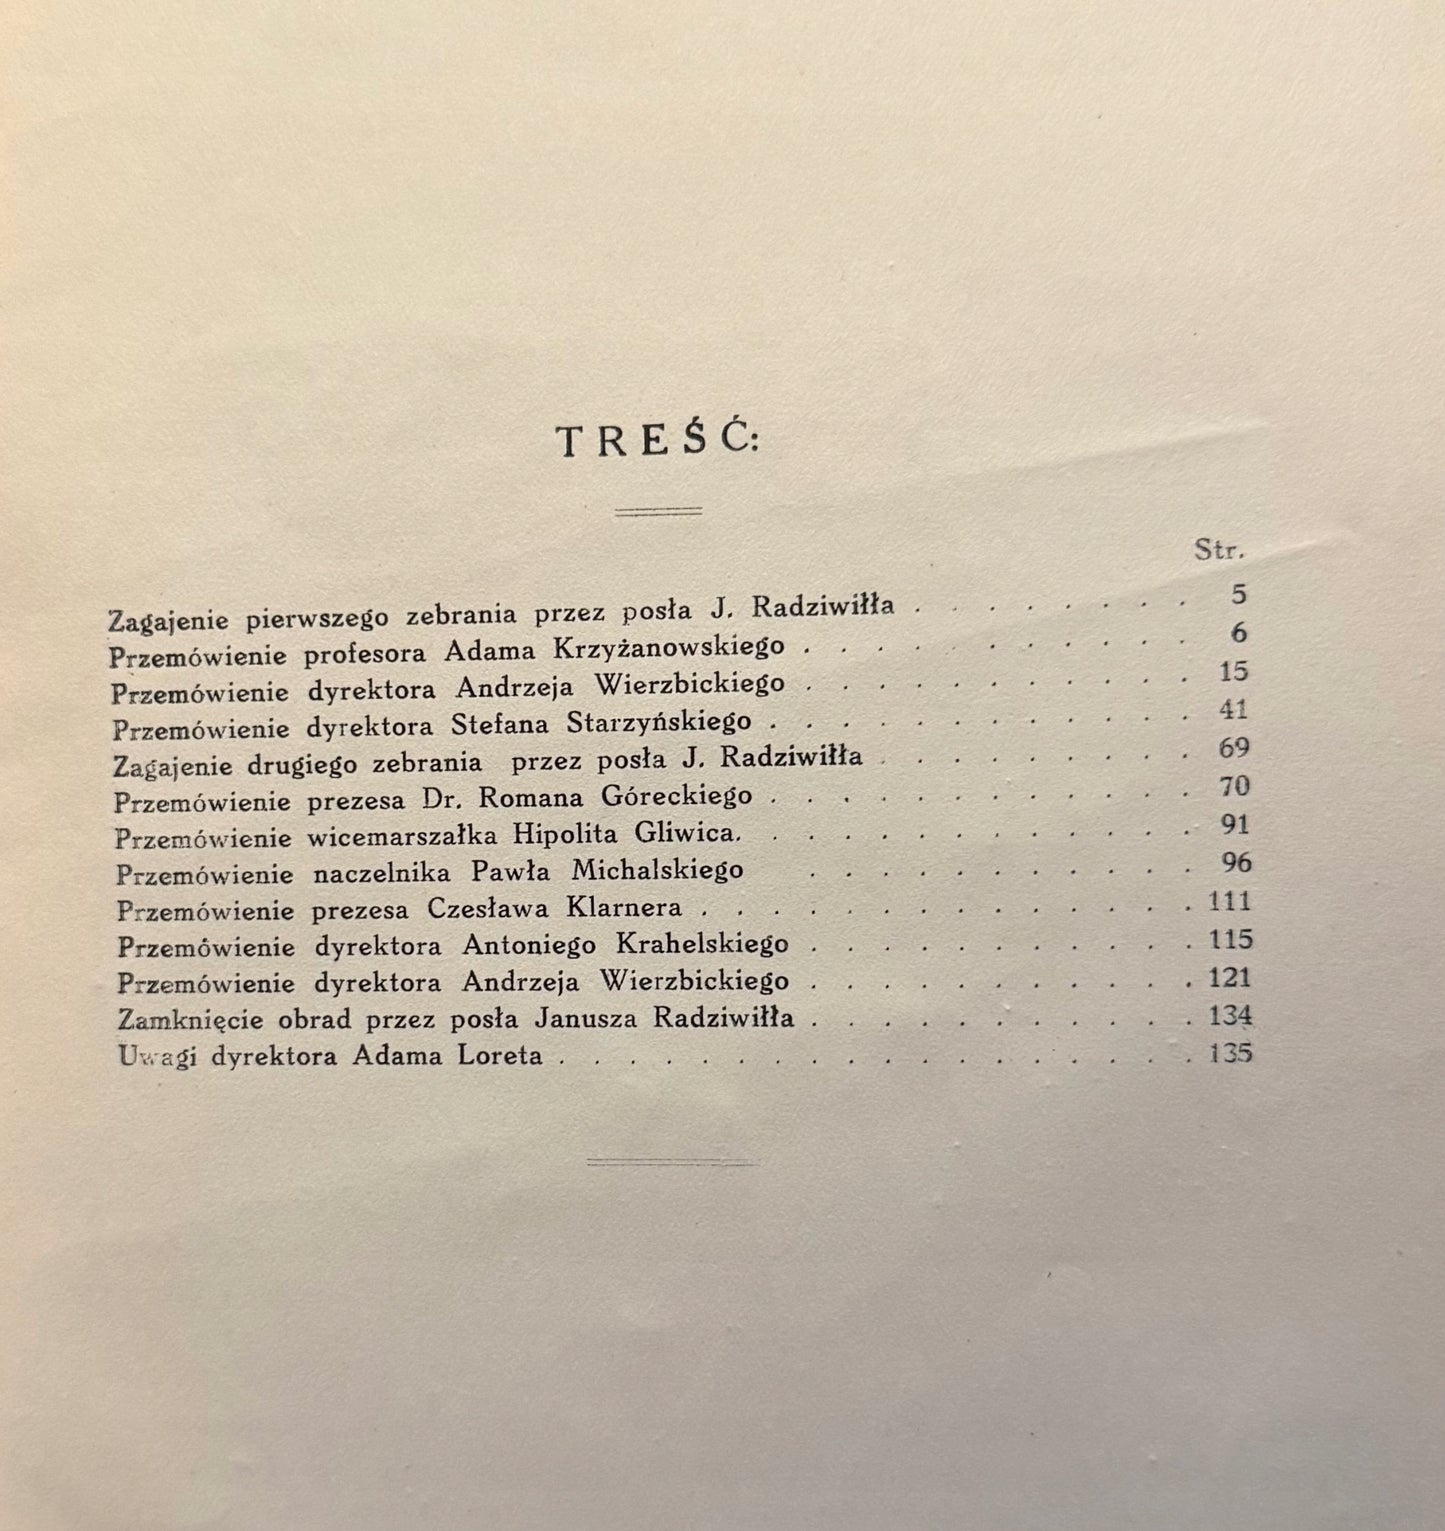 TREŚĆ:
Str.
Zagajenie pierwszego zebrania przez posła J. Radziwiłła . . . . . . . . 5
Przemówienie profesora Adama Krzyżanowskiego . . . . . . . . . . . 6
Przemówienie dyrektora Andrzeja Wierzbickiego . . . . . . . . . . . 15
Przemówienie dyrektora Stefana Starzyńskiego . . . . . . . . . . . . 41
Zagajenie drugiego zebrania przez posła J. Radziwiłła . . . . . . . . . 69
Przemówienie prezesa Dr. Romana Góreckiego . . . . . . . . . . . . 70
Przemówienie wicemarszałka Hipolita Gliwica. . . . . . . . . . . . . 91
Przemówienie naczelnika Pawła Michalskiego . . . . . . . . . . . 96
Przemówienie prezesa Czesława Klarnera . . . . . . . . . . . . . . 111
Przemówienie dyrektora Antoniego Krahelskiego . . . . . . . . . . . 115
Przemówienie dyrektora Andrzeja Wierzbickiego . . . . . . . . . . . 121
Zamknięcie obrad przez posła Janusza Radziwiłła . . . . . . . . . . . 134
Uwagi dyrektora Adama Loreta . . . . . . . . . . . . . . . . . . 135